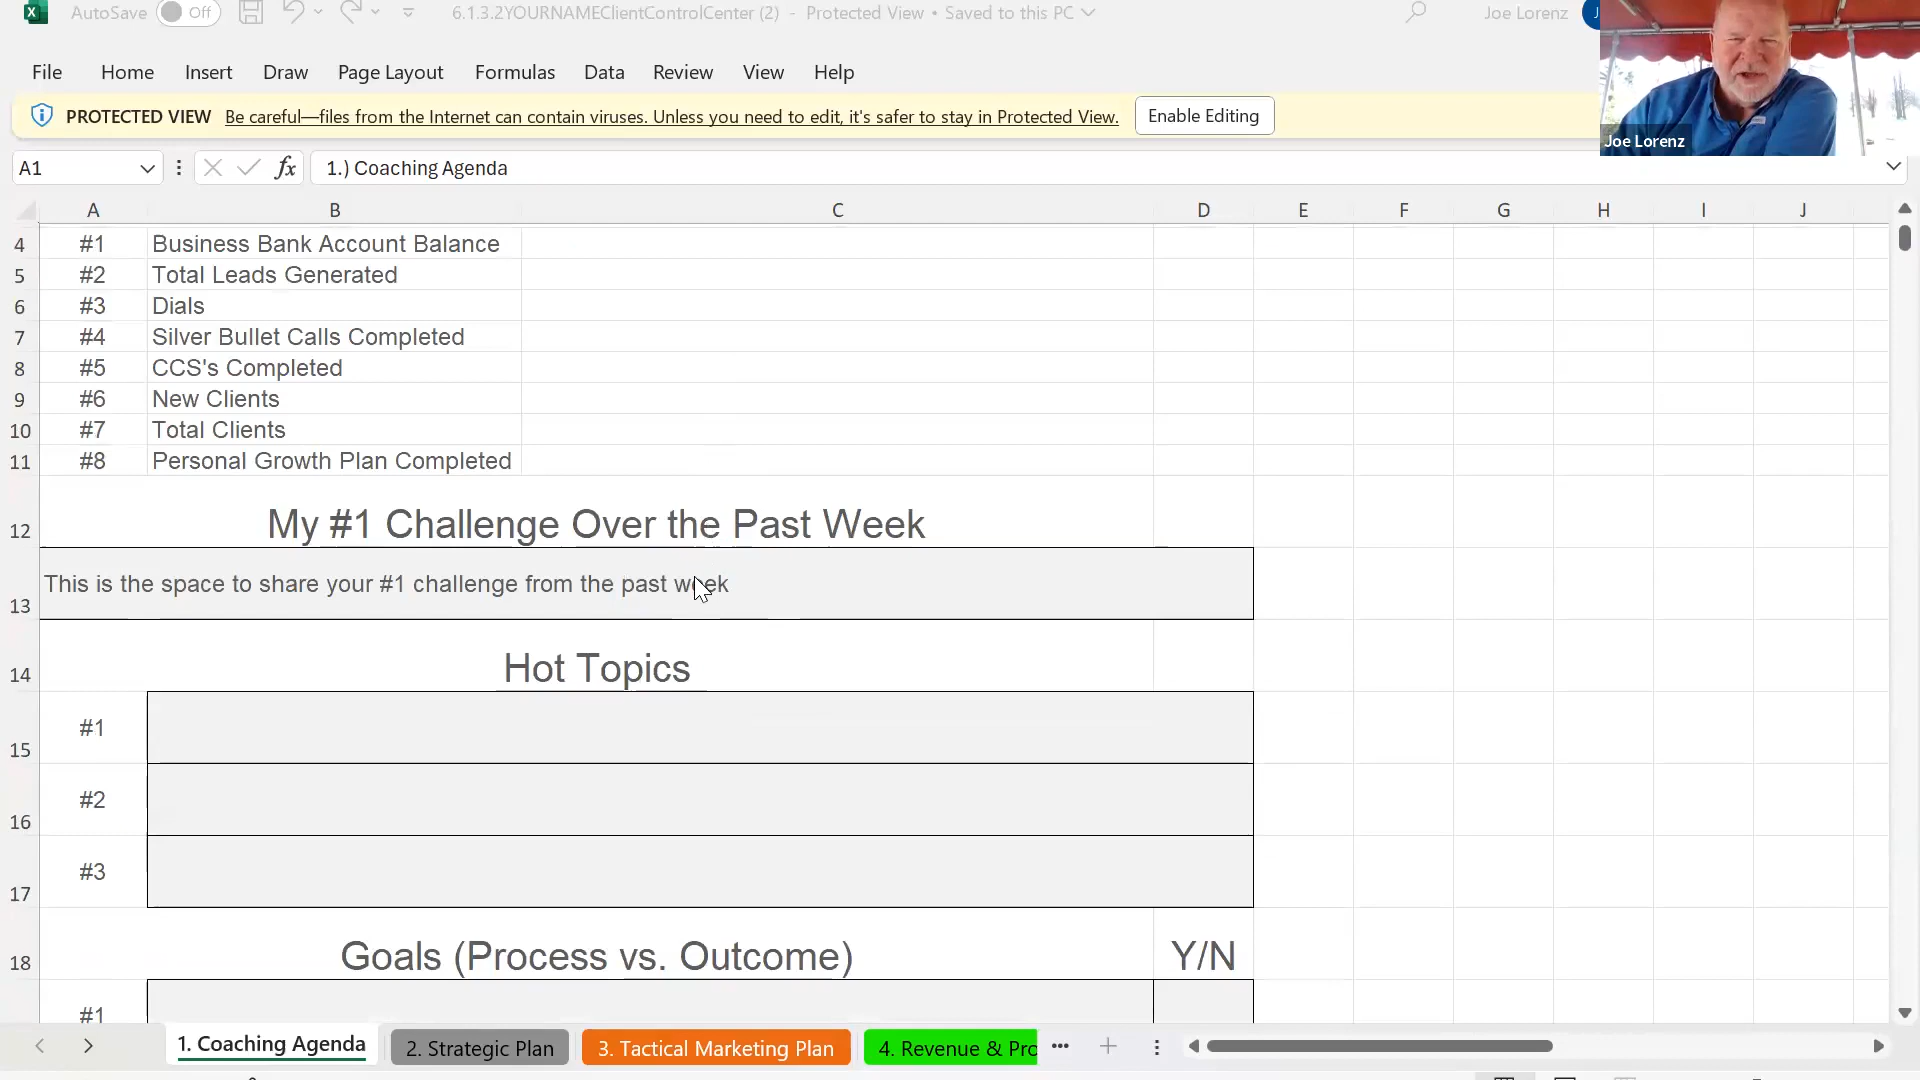 AutoSave Off 6.1.3.2YOURNAMEClientControlCenter (2) - Protected View • Saved to this PC Joe Lorenz J
File Home Insert Draw Page Layout Formulas Data Review View Help
PROTECTED VIEW Be careful—files from the Internet can contain viruses. Unless you need to edit, it's safer to stay in Protected View. Enable Editing
Joe Lorenz
A1 fx 1.) Coaching Agenda
A B C D E F G H I J
4 #1 Business Bank Account Balance
5 #2 Total Leads Generated
6 #3 Dials
7 #4 Silver Bullet Calls Completed
8 #5 CCS's Completed
9 #6 New Clients
10 #7 Total Clients
11 #8 Personal Growth Plan Completed
12 My #1 Challenge Over the Past Week
13 This is the space to share your #1 challenge from the past week
14 Hot Topics
15 #1
16 #2
17 #3
18 Goals (Process vs. Outcome) Y/N
#1
1. Coaching Agenda 2. Strategic Plan 3. Tactical Marketing Plan 4. Revenue & Pro